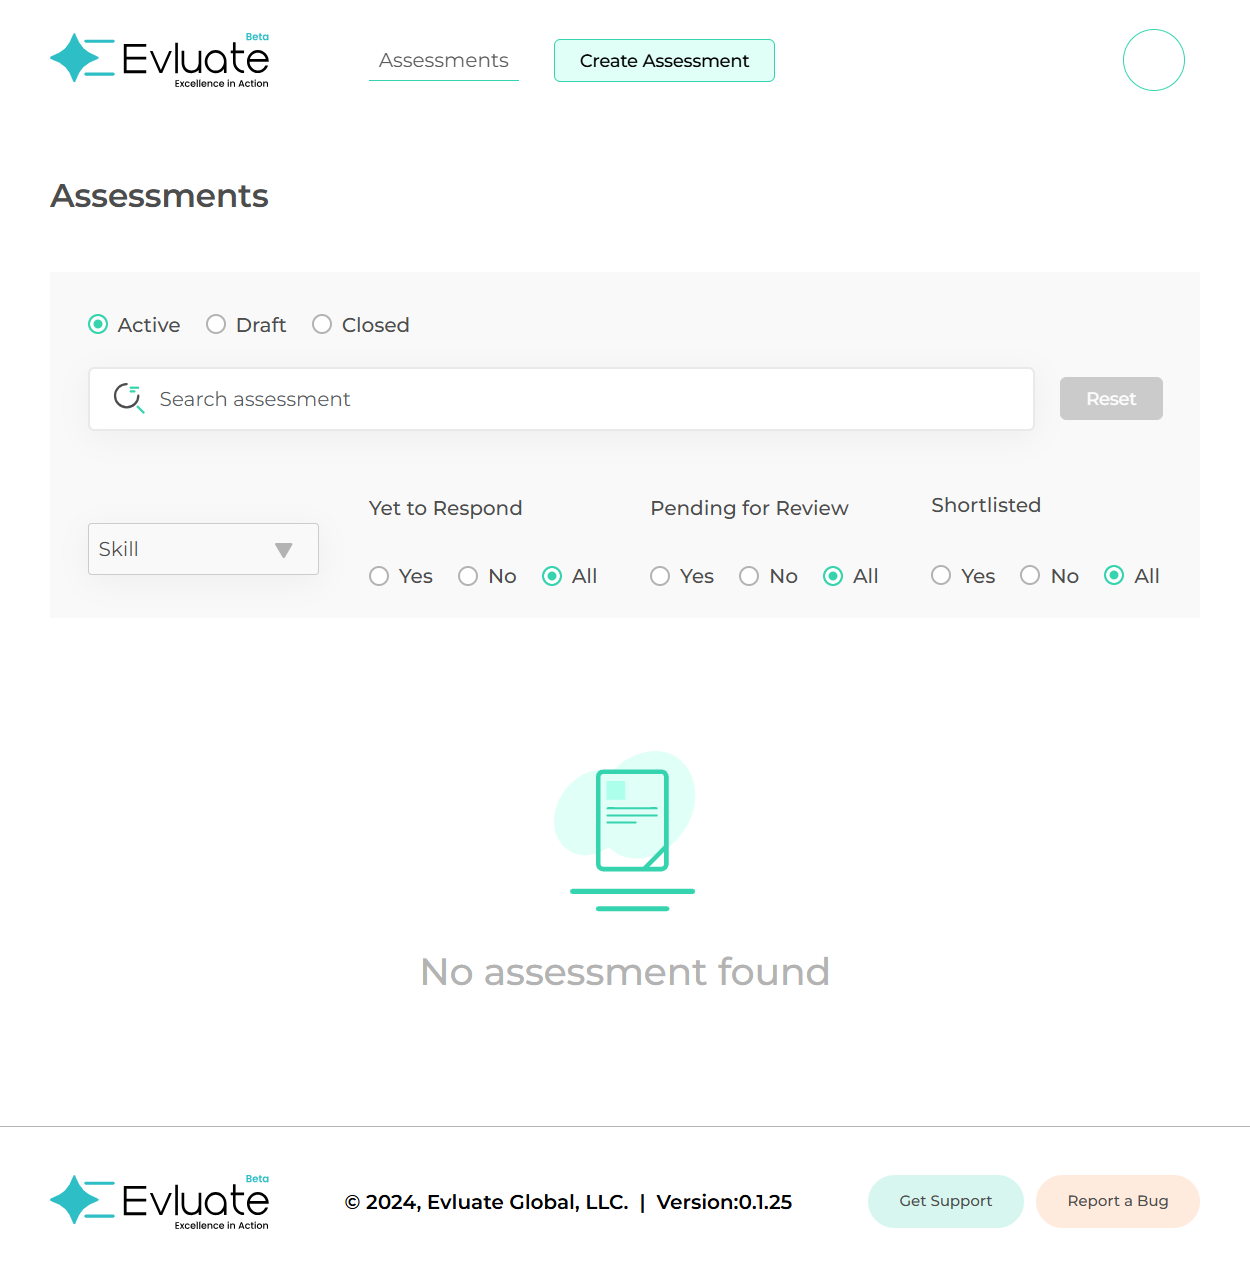 Beta
Evluate
Excellence in Action
Assessments
Create Assessment
Assessments
Active
Draft
Closed
Search assessment
Reset
Skill
Yet to Respond
Yes
No
All
Pending for Review
Yes
No
All
Shortlisted
Yes
No
All
No assessment found
Beta
Evluate
Excellence in Action
© 2024, Evluate Global, LLC. | Version:0.1.25
Get Support
Report a Bug